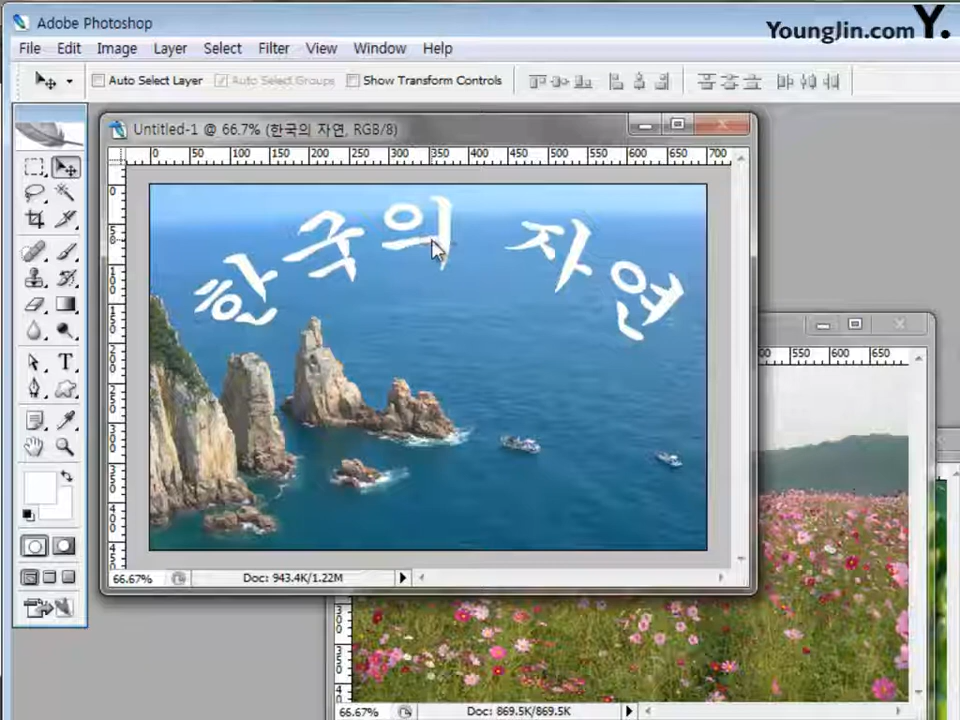 Adobe Photoshop
YoungJin.com Y.
File Edit Image Layer Select Filter View Window Help
Auto Select Layer Auto Select Groups Show Transform Controls
Untitled-1 @ 66.7% (한국의 자연, RGB/8)
0 50 100 150 200 250 300 350 400 450 500 550 600 650 700
한국의 자연
T
550 600 650
66.67% Doc: 943.4K/1.22M
66.67% Doc: 869.5K/869.5K